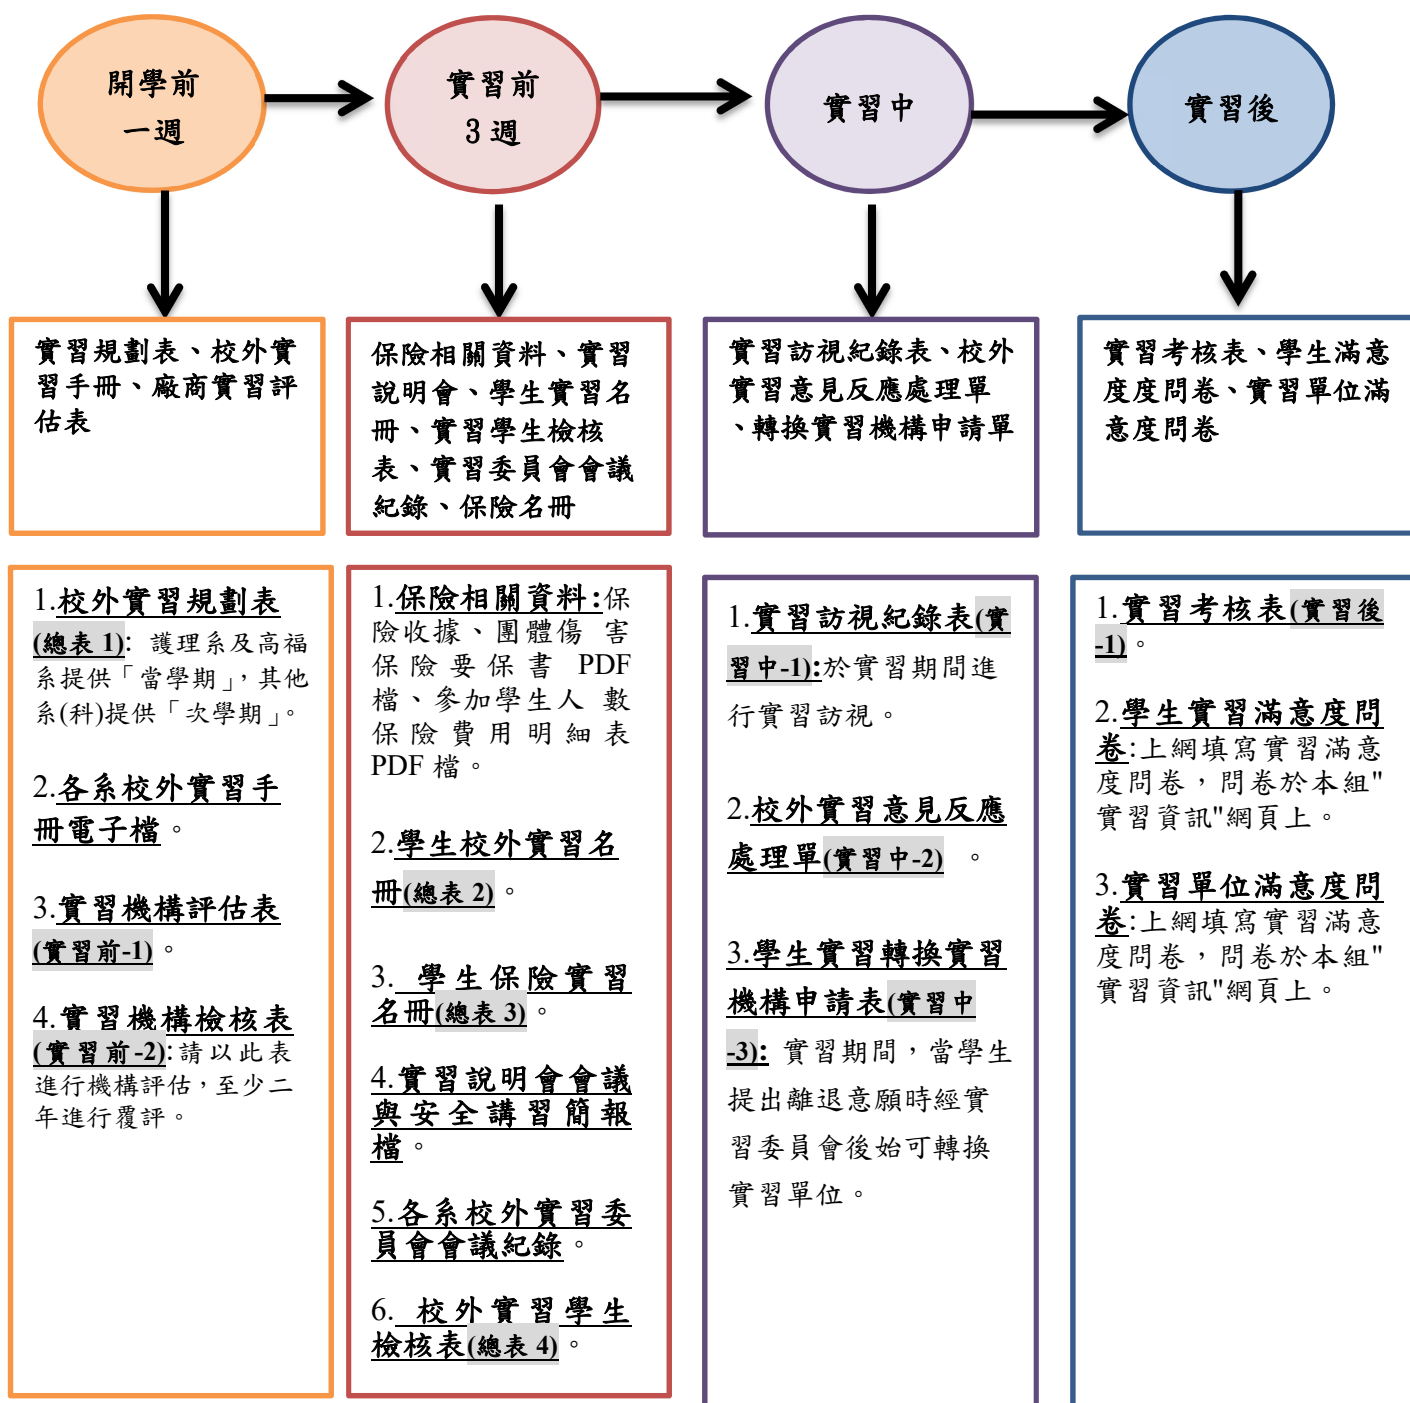 開學前
一週
實習前
3 週
實習中
實習後
實習規劃表、校外實
習手冊、廠商實習評
估表
保險相關資料、實習
說明會、學生實習名
冊、實習學生檢核
表、實習委員會會議
紀錄、保險名冊
實習訪視紀錄表、校外
實習意見反應處理單
、轉換實習機構申請單
實習考核表、學生滿意
度度問卷、實習單位滿
意度問卷
1.校外實習規劃表
(總表 1): 護理系及高福
系提供「當學期」,其他
系(科)提供「次學期」。
2.各系校外實習手
冊電子檔。
3.實習機構評估表
(實習前-1)。
4.實習機構檢核表
(實習前-2):請以此表
進行機構評估,至少二
年進行覆評。
1.保險相關資料:保
險收據、團體傷 害
保險要保書 PDF
檔、參加學生人 數
保險費用明細表
PDF 檔。
2.學生校外實習名
冊(總表 2)。
3. 學生保險實習
名冊(總表 3)。
4.實習說明會會議
與安全講習簡報
檔。
5.各系校外實習委
員會會議紀錄。
6. 校外實習學生
檢核表(總表 4)。
1.實習訪視紀錄表(實
習中-1):於實習期間進
行實習訪視。
2.校外實習意見反應
處理單(實習中-2) 。
3.學生實習轉換實習
機構申請表(實習中
-3): 實習期間,當學生
提出離退意願時經實
習委員會後始可轉換
實習單位。
1.實習考核表(實習後
-1)。
2.學生實習滿意度問
卷:上網填寫實習滿意
度問卷,問卷於本組"
實習資訊"網頁上。
3.實習單位滿意度問
卷:上網填寫實習滿意
度問卷,問卷於本組"
實習資訊"網頁上。